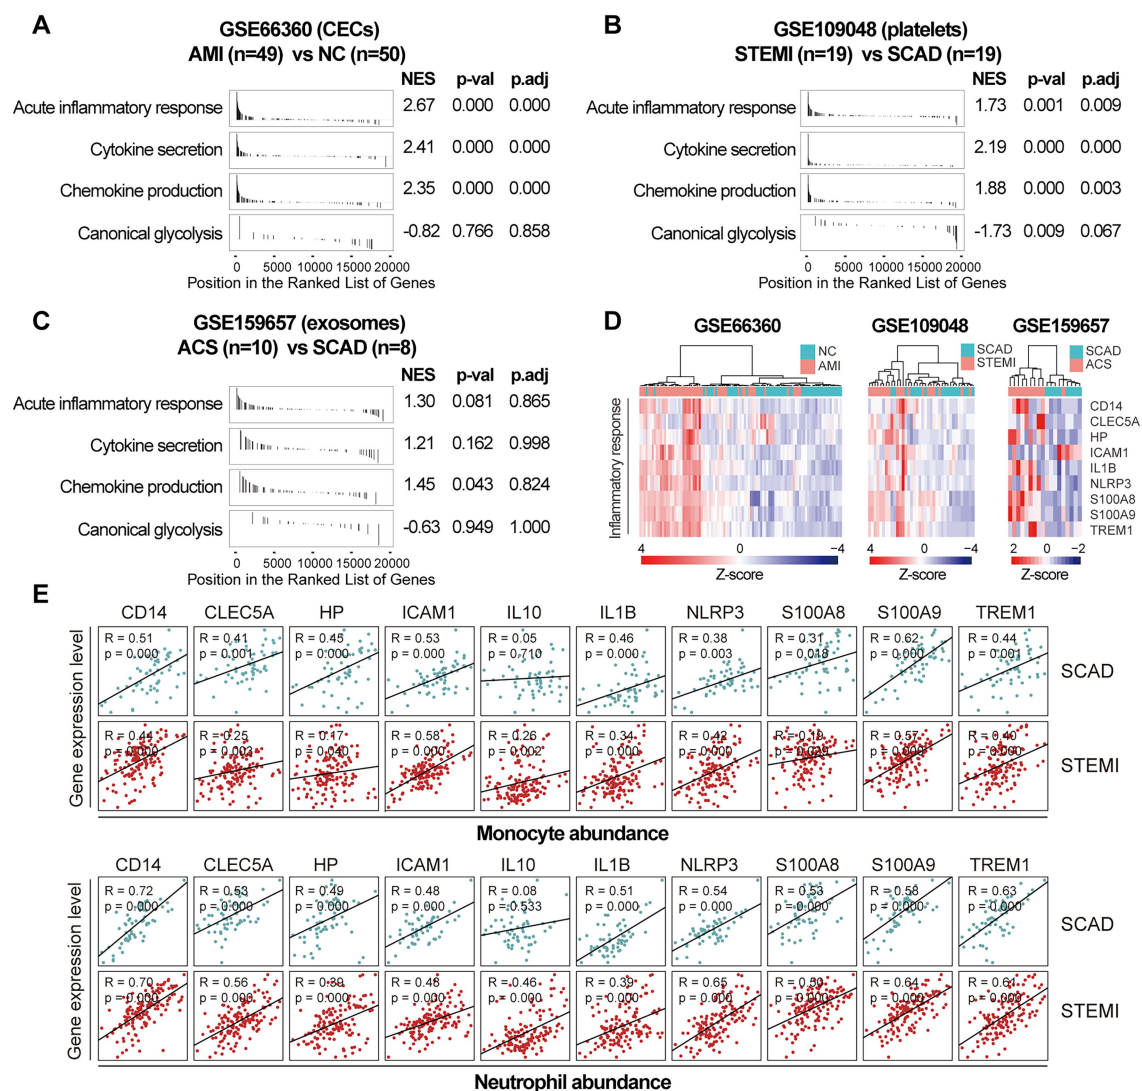 A
GSE66360 (CECs)
AMI (n=49) vs NC (n=50)
NES p-val p.adj
Acute inflammatory response 2.67 0.000 0.000
Cytokine secretion 2.41 0.000 0.000
Chemokine production 2.35 0.000 0.000
Canonical glycolysis -0.82 0.766 0.858
0 5000 10000 15000 20000
Position in the Ranked List of Genes
B
GSE109048 (platelets)
STEMI (n=19) vs SCAD (n=19)
NES p-val p.adj
Acute inflammatory response 1.73 0.001 0.009
Cytokine secretion 2.19 0.000 0.000
Chemokine production 1.88 0.000 0.003
Canonical glycolysis -1.73 0.009 0.067
0 5000 10000 15000 20000
Position in the Ranked List of Genes
C
GSE159657 (exosomes)
ACS (n=10) vs SCAD (n=8)
NES p-val p.adj
Acute inflammatory response 1.30 0.081 0.865
Cytokine secretion 1.21 0.162 0.998
Chemokine production 1.45 0.043 0.824
Canonical glycolysis -0.63 0.949 1.000
0 5000 10000 15000 20000
Position in the Ranked List of Genes
D
GSE66360 GSE109048 GSE159657
NC
AMI
SCAD
STEMI
SCAD
ACS
Inflammatory response
CD14
CLEC5A
HP
ICAM1
IL1B
NLRP3
S100A8
S100A9
TREM1
4 0 −4 4 0 −4 2 0 −2
Z-score Z-score Z-score
E
CD14 CLEC5A HP ICAM1 IL10 IL1B NLRP3 S100A8 S100A9 TREM1
Gene expression level
R = 0.51 R = 0.41 R = 0.45 R = 0.53 R = 0.05 R = 0.46 R = 0.38 R = 0.31 R = 0.62 R = 0.44
p = 0.000 p = 0.001 p = 0.000 p = 0.000 p = 0.710 p = 0.000 p = 0.003 p = 0.018 p = 0.000 p = 0.001
SCAD
R = 0.44 R = 0.25 R = 0.17 R = 0.58 R = 0.26 R = 0.34 R = 0.42 R = 0.19 R = 0.57 R = 0.40
p = 0.000 p = 0.003 p = 0.040 p = 0.000 p = 0.002 p = 0.000 p = 0.000 p = 0.029 p = 0.000 p = 0.000
STEMI
Monocyte abundance
CD14 CLEC5A HP ICAM1 IL10 IL1B NLRP3 S100A8 S100A9 TREM1
Gene expression level
R = 0.72 R = 0.53 R = 0.49 R = 0.48 R = 0.08 R = 0.51 R = 0.54 R = 0.53 R = 0.58 R = 0.63
p = 0.000 p = 0.000 p = 0.000 p = 0.000 p = 0.533 p = 0.000 p = 0.000 p = 0.000 p = 0.000 p = 0.000
SCAD
R = 0.70 R = 0.56 R = 0.39 R = 0.48 R = 0.46 R = 0.39 R = 0.65 R = 0.50 R = 0.64 R = 0.61
p = 0.000 p = 0.000 p = 0.000 p = 0.000 p = 0.000 p = 0.000 p = 0.000 p = 0.000 p = 0.000 p = 0.000
STEMI
Neutrophil abundance